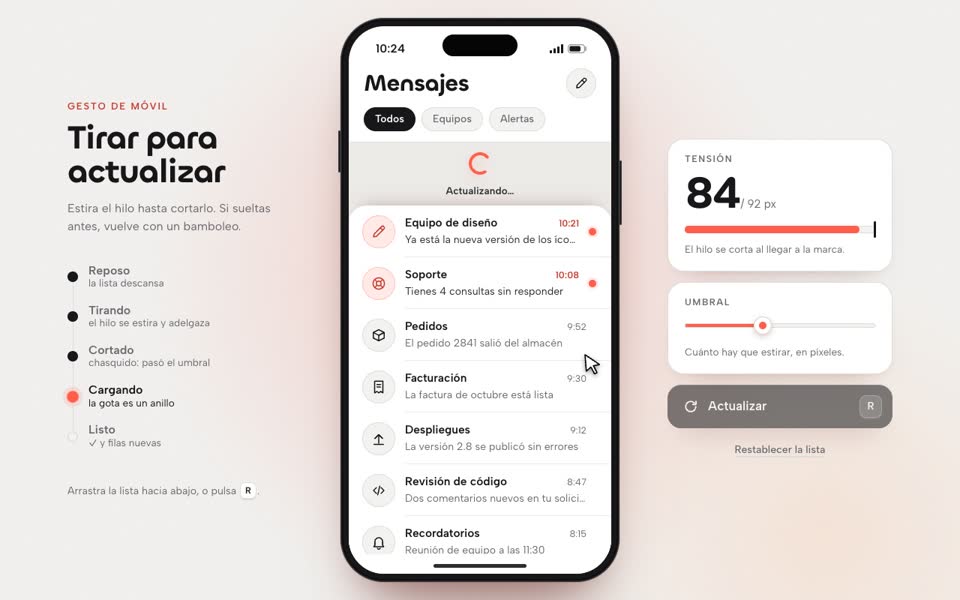 GESTO DE MÓVIL
Tirar para
actualizar
Estira el hilo hasta cortarlo. Si sueltas
antes, vuelve con un bamboleo.
Reposo
la lista descansa
Tirando
el hilo se estira y adelgaza
Cortado
chasquido: pasó el umbral
Cargando
la gota es un anillo
Listo
✓ y filas nuevas
Arrastra la lista hacia abajo, o pulsa R.
10:24
Mensajes
Todos Equipos Alertas
Actualizando…
Equipo de diseño 10:21
Ya está la nueva versión de los ico…
Soporte 10:08
Tienes 4 consultas sin responder
Pedidos 9:52
El pedido 2841 salió del almacén
Facturación 9:30
La factura de octubre está lista
Despliegues 9:12
La versión 2.8 se publicó sin errores
Revisión de código 8:47
Dos comentarios nuevos en tu solici…
Recordatorios 8:15
Reunión de equipo a las 11:30
TENSIÓN
84 / 92 px
El hilo se corta al llegar a la marca.
UMBRAL
Cuánto hay que estirar, en píxeles.
Actualizar R
Restablecer la lista